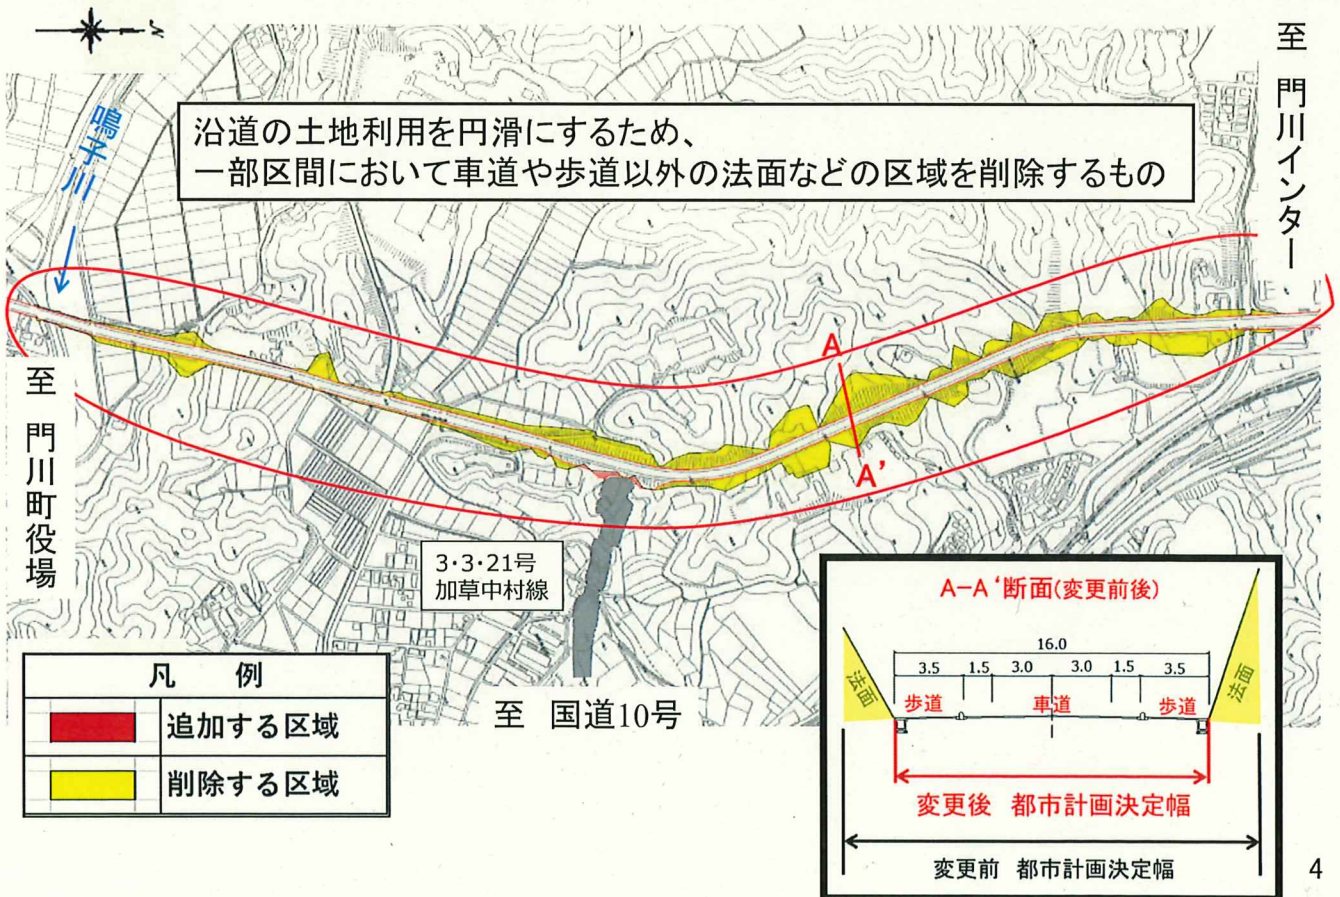 N
鳴子川
沿道の土地利用を円滑にするため、
一部区間において車道や歩道以外の法面などの区域を削除するもの
至 門川インター
至 門川町役場
A
A'
3・3・21号
加草中村線
至 国道10号
凡 例
追加する区域
削除する区域
A-A'断面(変更前後)
16.0
3.5 1.5 3.0 3.0 1.5 3.5
法面 歩道 車道 歩道 法面
変更後 都市計画決定幅
変更前 都市計画決定幅
4